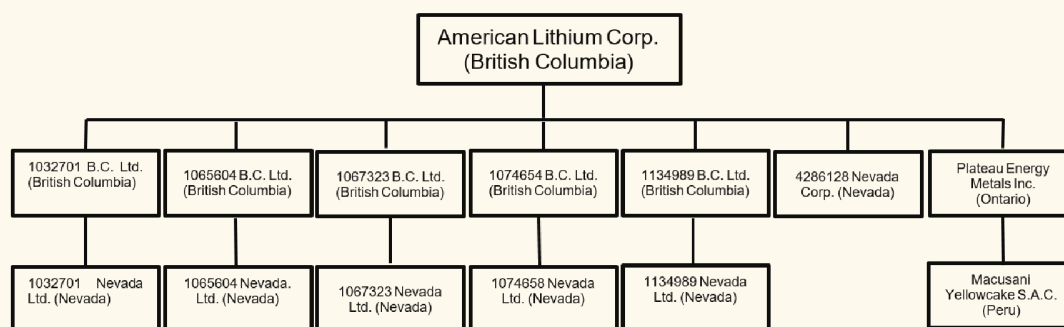 American Lithium Corp.
(British Columbia)
1032701 B.C. Ltd.
(British Columbia)
1065604 B.C. Ltd.
(British Columbia)
1067323 B.C. Ltd.
(British Columbia)
1074654 B.C. Ltd.
(British Columbia)
1134989 B.C. Ltd.
(British Columbia)
4286128 Nevada
Corp. (Nevada)
Plateau Energy
Metals Inc.
(Ontario)
1032701 Nevada
Ltd. (Nevada)
1065604 Nevada.
Ltd. (Nevada)
1067323 Nevada
Ltd. (Nevada)
1074658 Nevada
Ltd. (Nevada)
1134989 Nevada
Ltd. (Nevada)
Macusani
Yellowcake S.A.C.
(Peru)